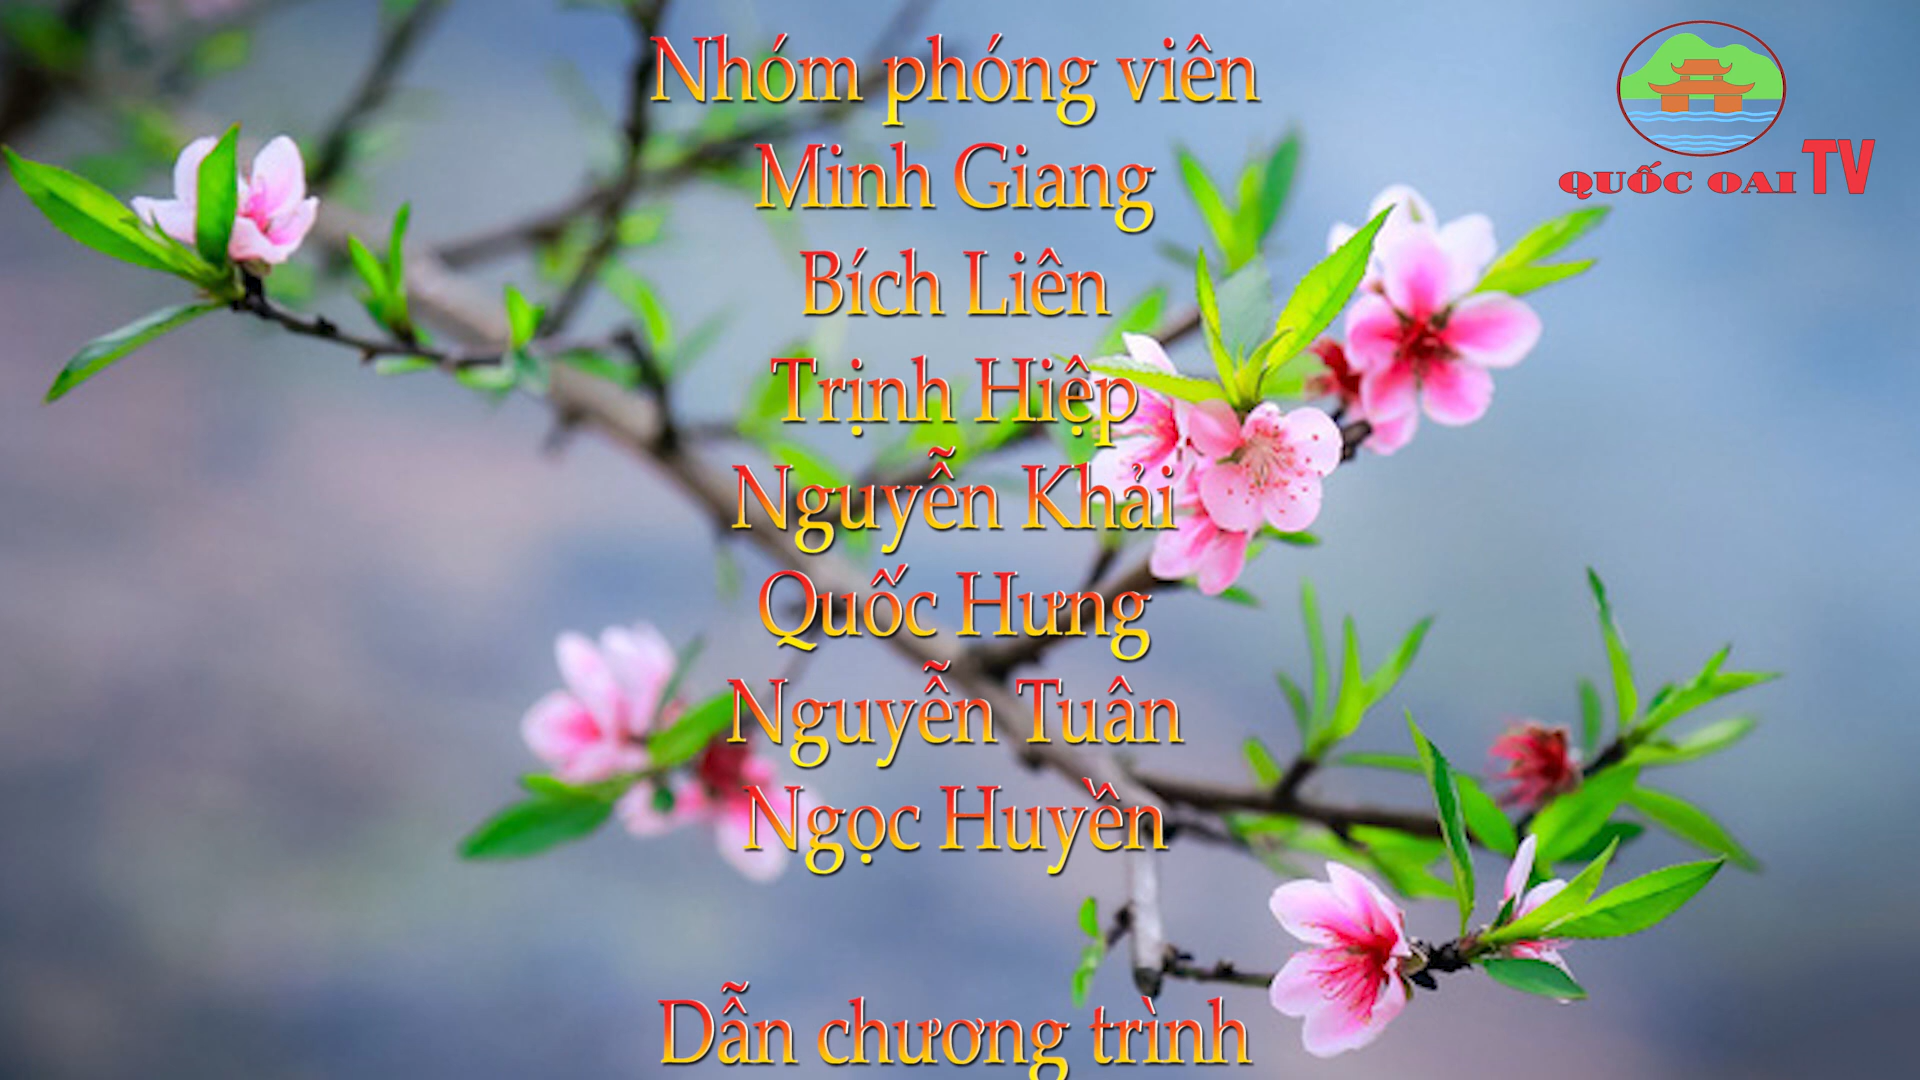 Nhóm phóng viên
QUỐC OAI TV
Minh Giang
Bích Liên
Trịnh Hiệp
Nguyễn Khải
Quốc Hưng
Nguyễn Tuân
Ngọc Huyền
Dẫn chương trình